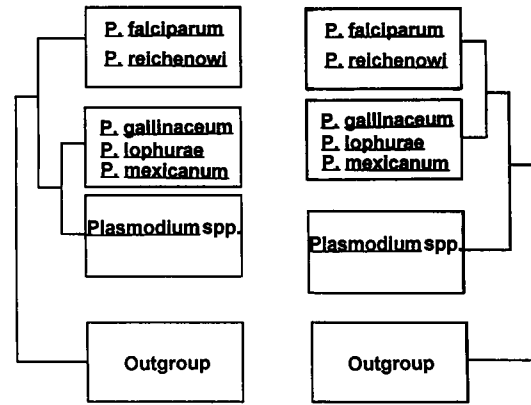 P. falciparum
P. reichenowi
P. gallinaceum
P. lophurae
P. mexicanum
Plasmodium spp.
Outgroup
P. falciparum
P. reichenowi
P. gallinaceum
P. lophurae
P. mexicanum
Plasmodium spp.
Outgroup